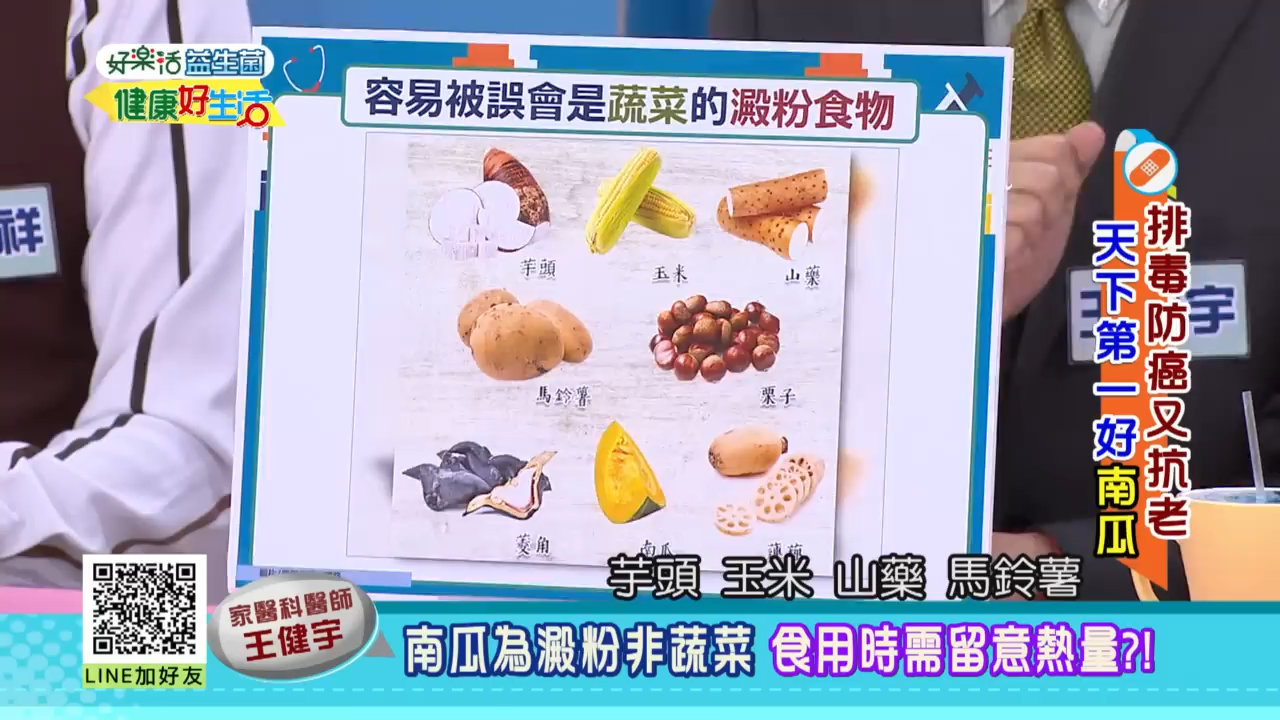 好樂活益生菌
健康好生活
容易被誤會是蔬菜的澱粉食物
芋頭
玉米
山藥
馬鈴薯
栗子
菱角
南瓜
蓮藕
祥
王
宇
排毒防癌又抗老
天下第一好南瓜
芋頭 玉米 山藥 馬鈴薯
LINE加好友
家醫科醫師
王健宇
南瓜為澱粉非蔬菜 食用時需留意熱量?!